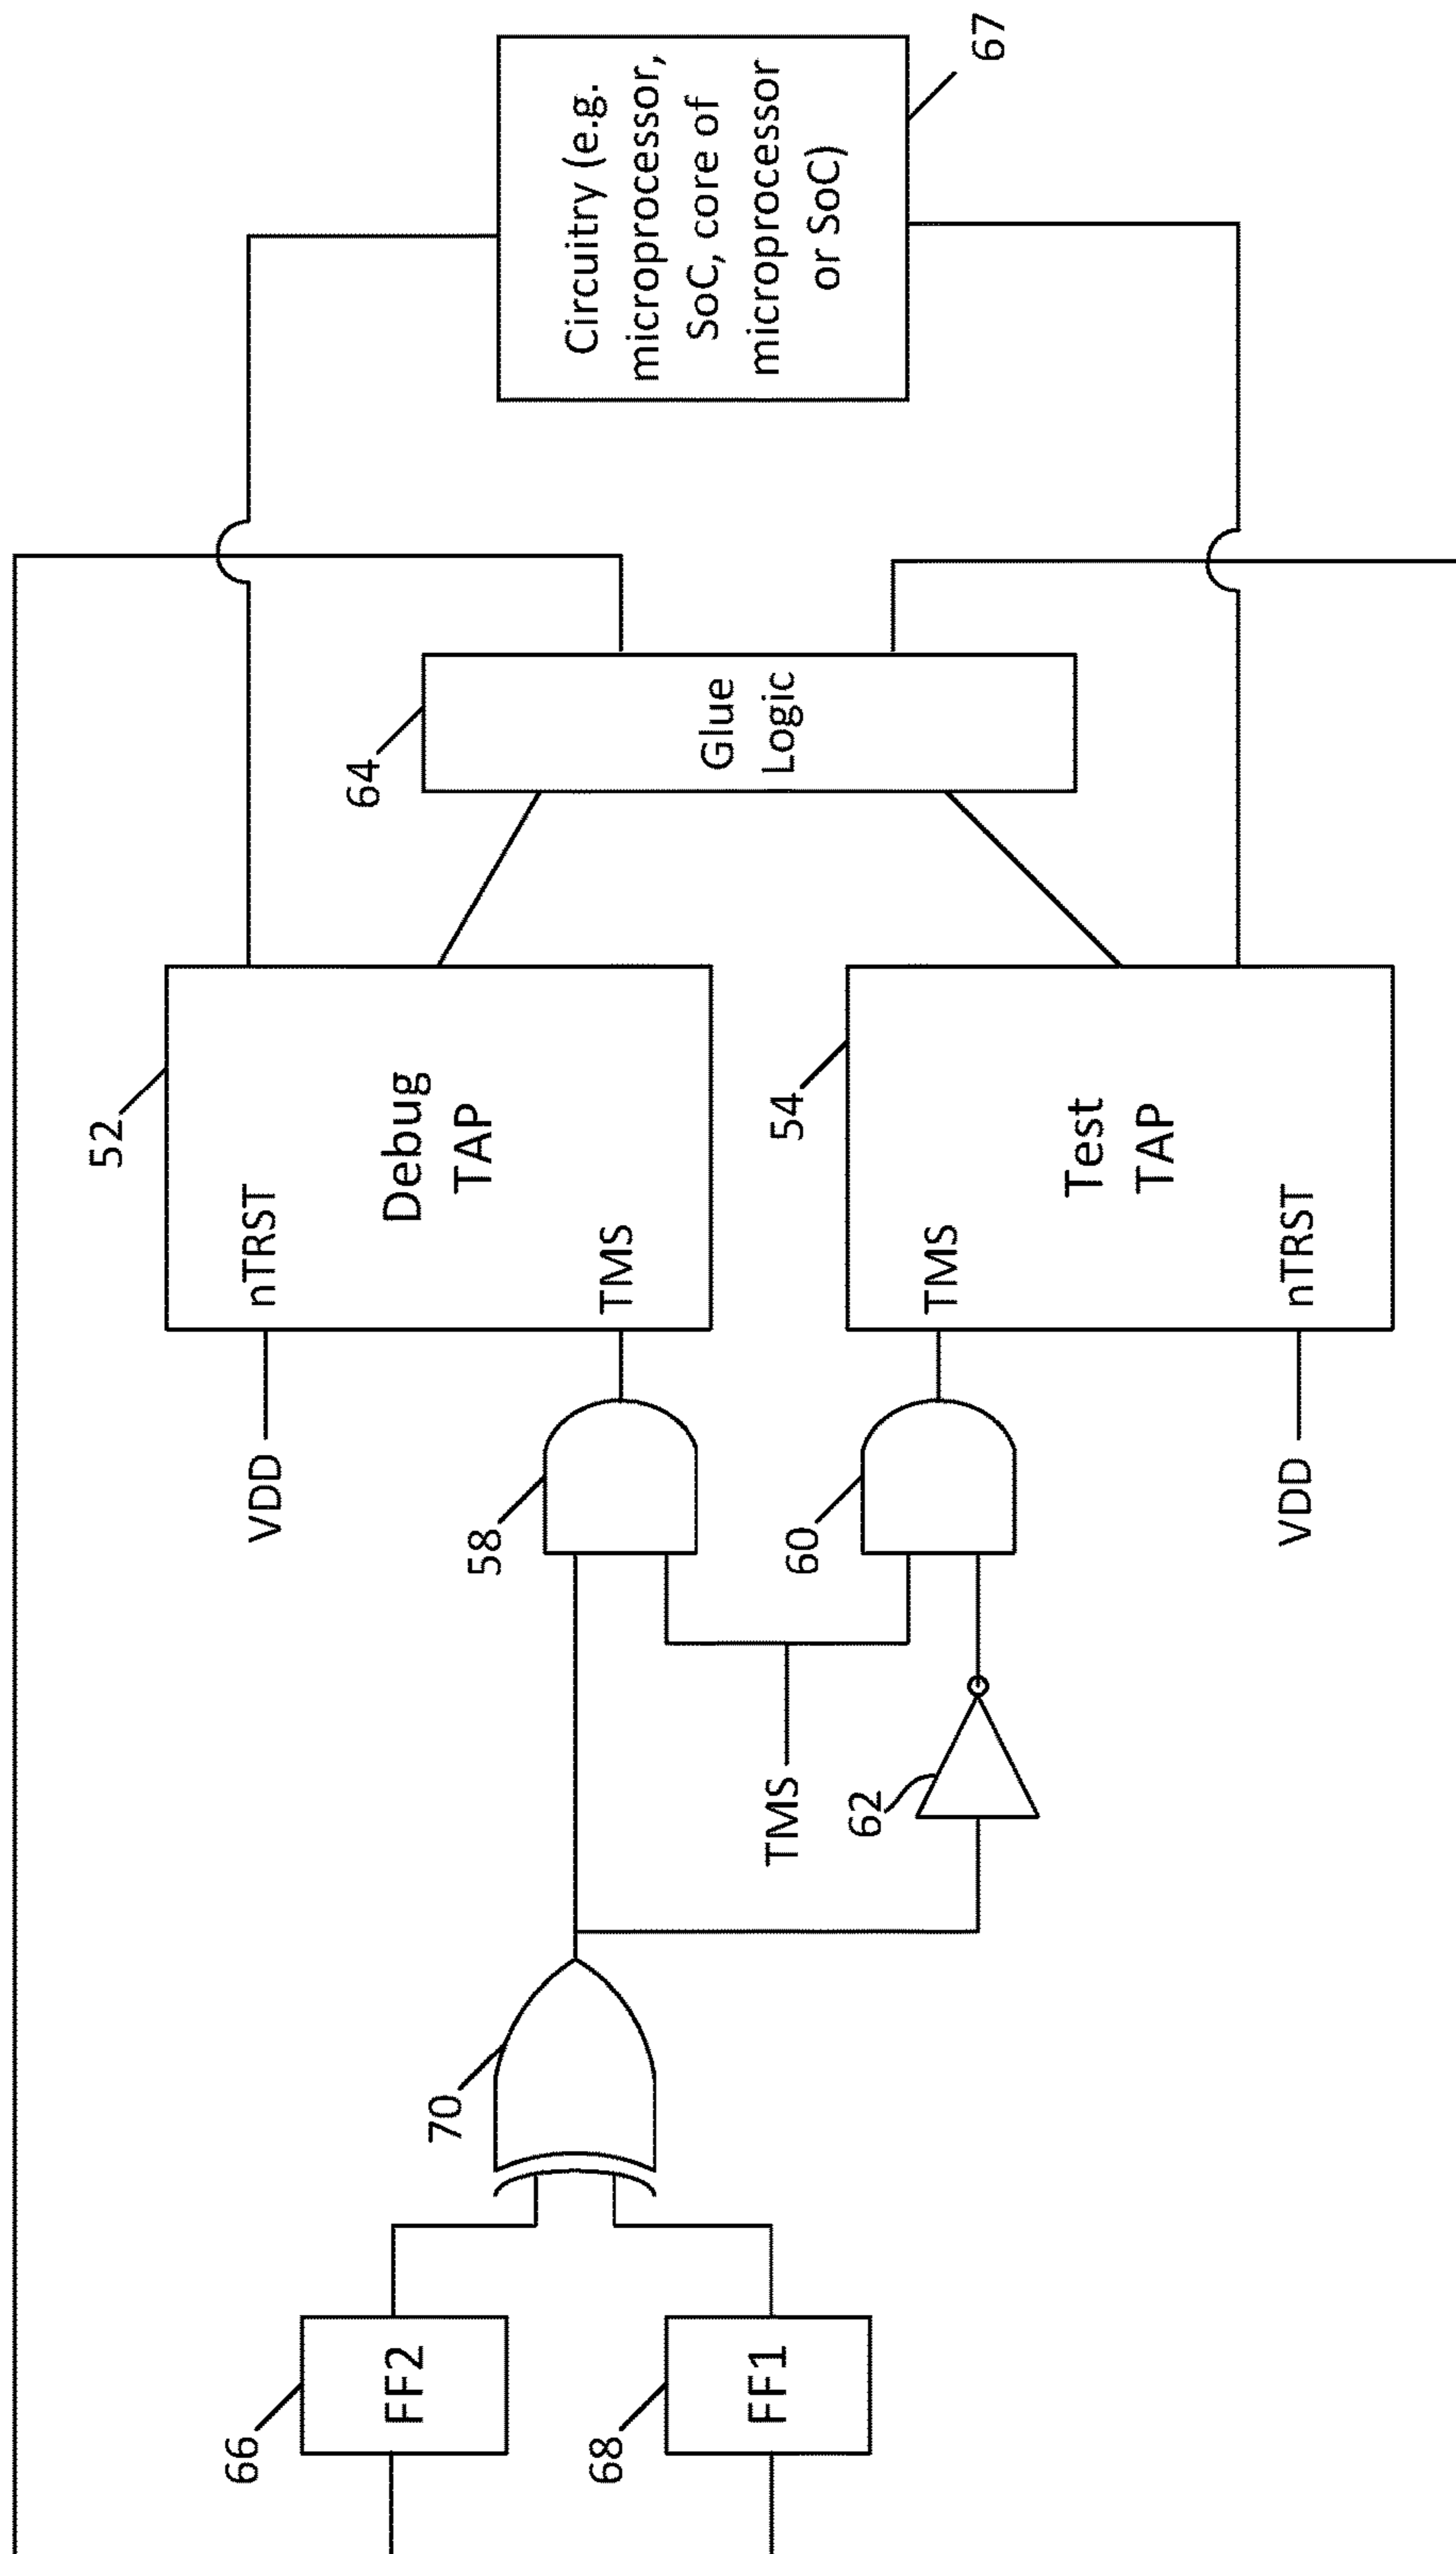 66
FF2
68
FF1
70
TMS
62
58
60
VDD
nTRST
52
Debug
TAP
TMS
TMS
54
Test
TAP
nTRST
VDD
64
Glue
Logic
Circuitry (e.g.
microprocessor,
SoC, core of
microprocessor
or SoC)
67